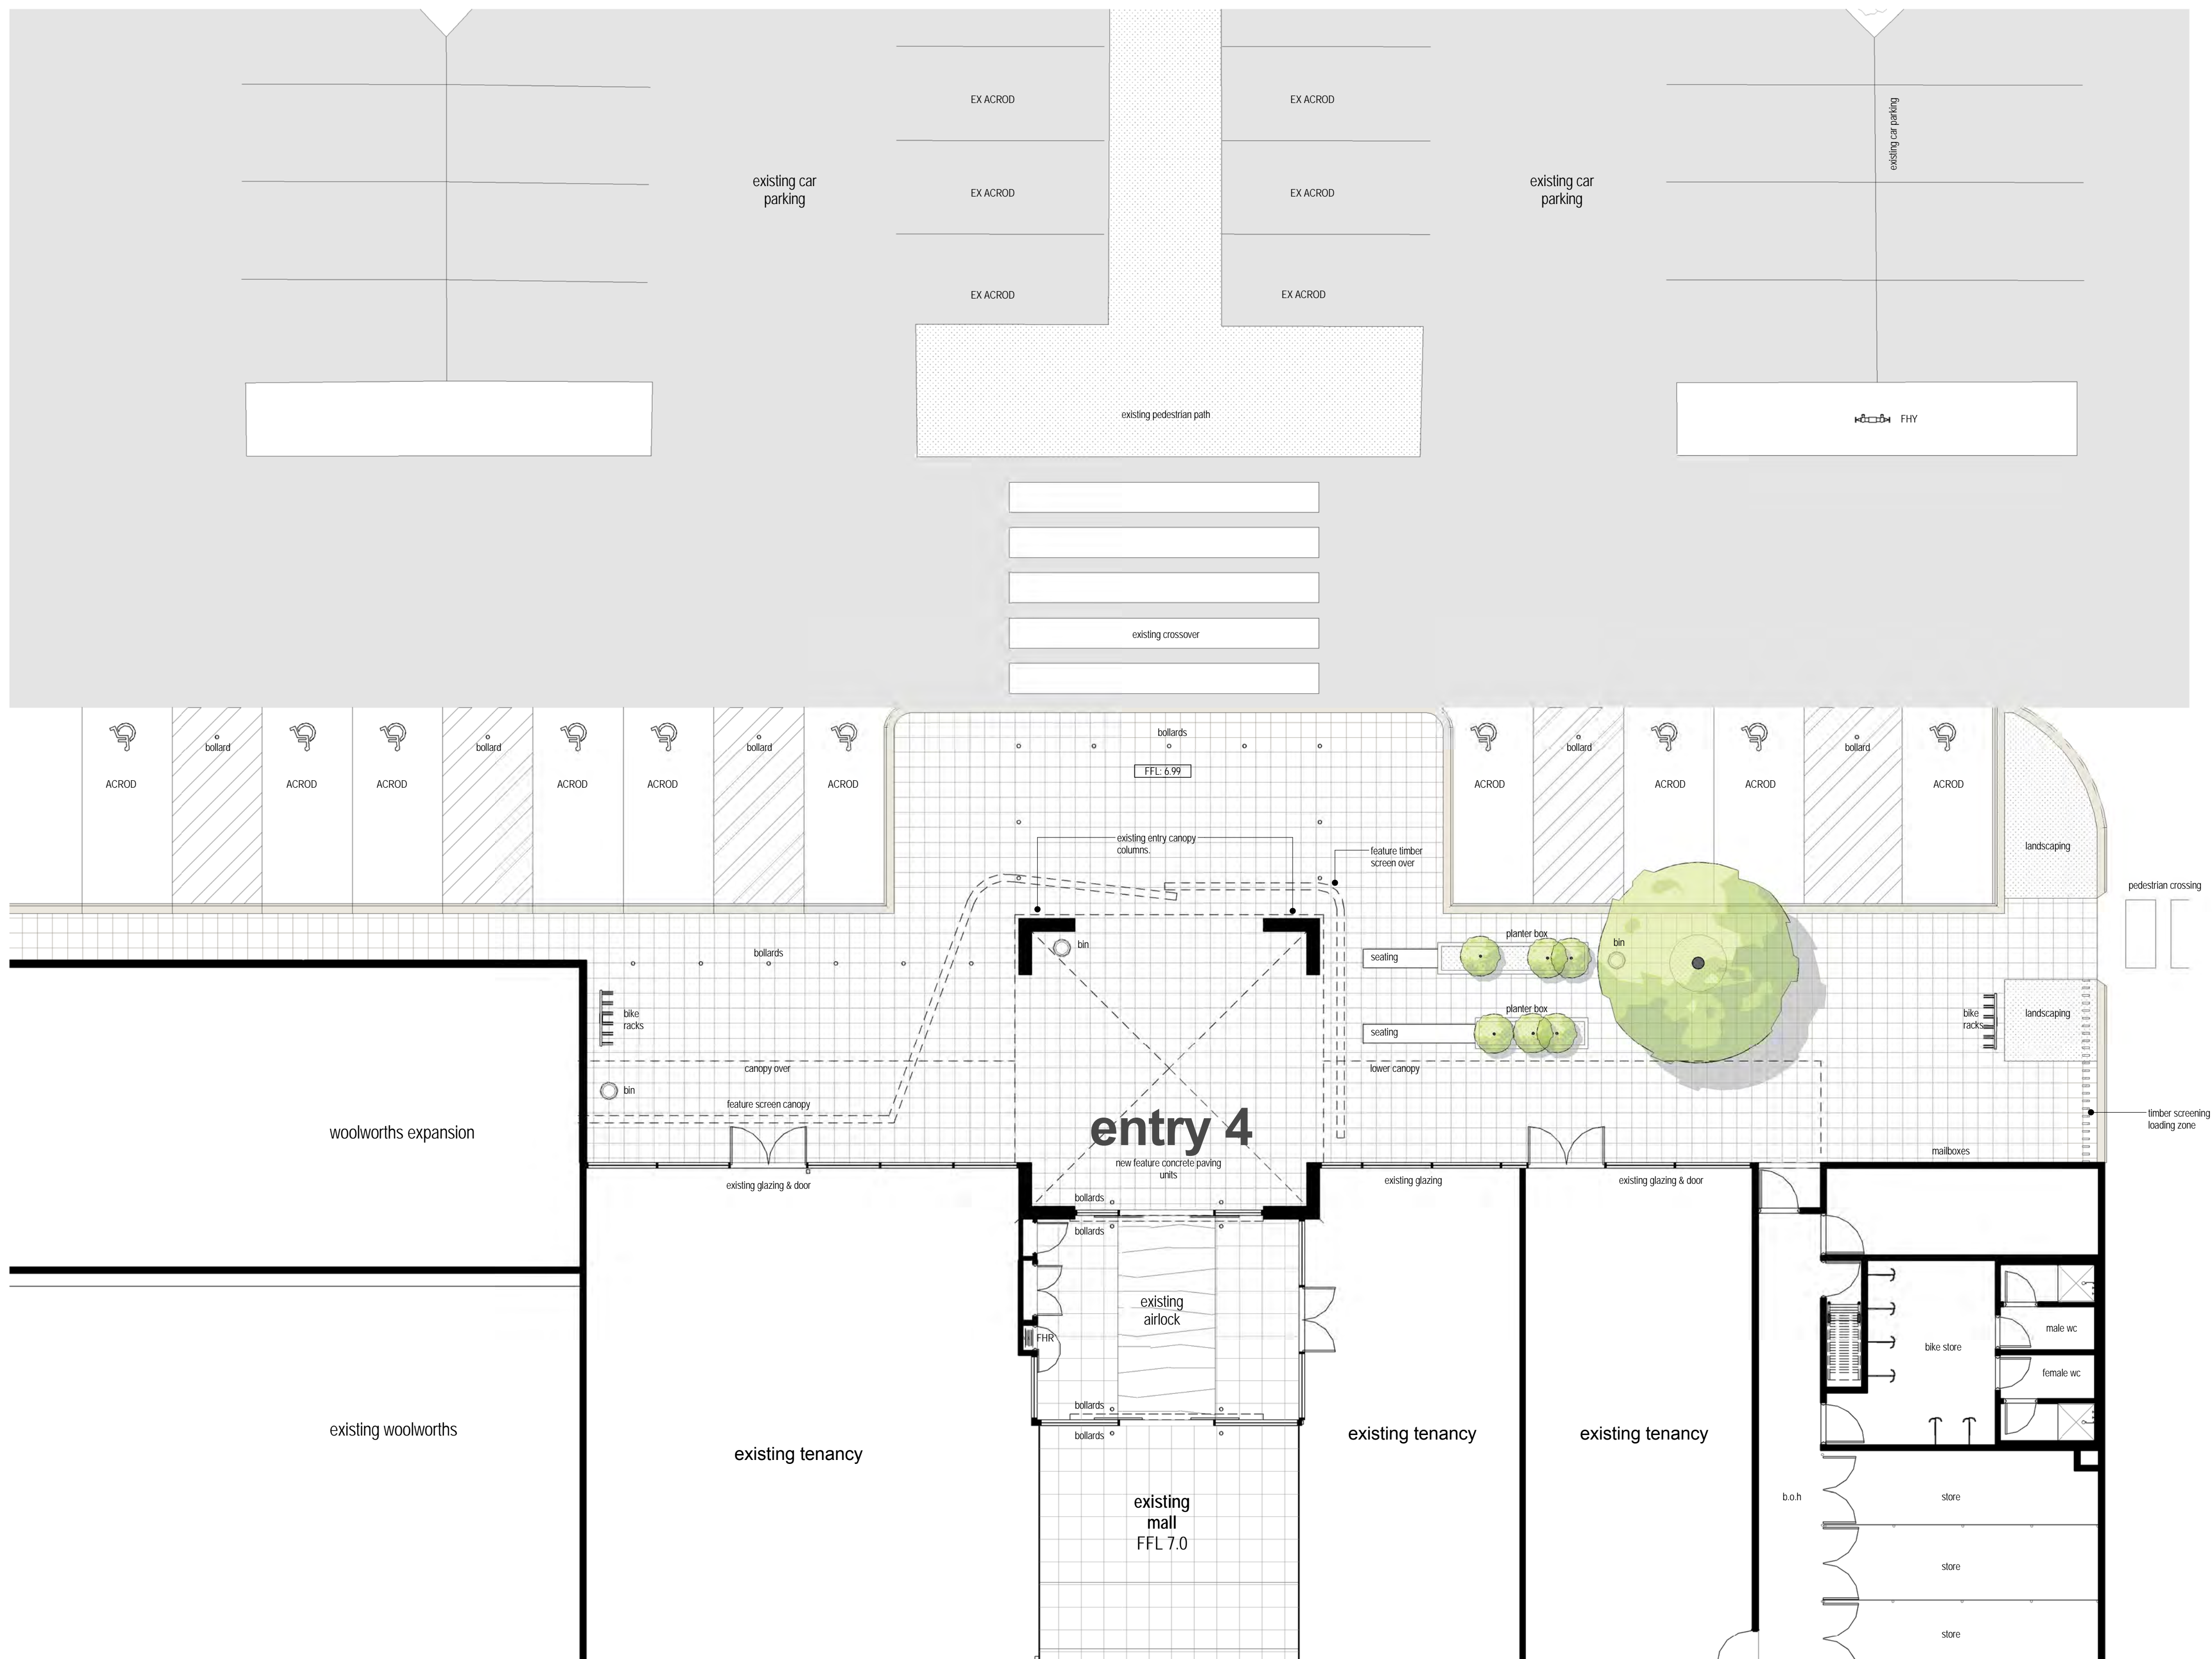 EX ACROD
EX ACROD
existing car parking
existing car
parking
EX ACROD
EX ACROD
existing car
parking
EX ACROD
EX ACROD
existing pedestrian path
FHY
existing crossover
bollards
bollard
bollard
bollard
bollard
bollard
FFL: 6.99
ACROD
ACROD
ACROD
ACROD
ACROD
ACROD
ACROD
ACROD
ACROD
ACROD
existing entry canopy
columns.
feature timber
screen over
landscaping
pedestrian crossing
bin
planter box
bin
bollards
seating
planter box
bike
racks
bike
racks
landscaping
seating
canopy over
lower canopy
bin
feature screen canopy
timber screening
loading zone
woolworths expansion
entry 4
new feature concrete paving
units
mailboxes
existing glazing & door
existing glazing
existing glazing & door
bollards
bollards
existing
airlock
FHR
male wc
bike store
female wc
bollards
bollards
existing woolworths
existing tenancy
existing tenancy
existing tenancy
existing
mall
FFL 7.0
b.o.h
store
store
store